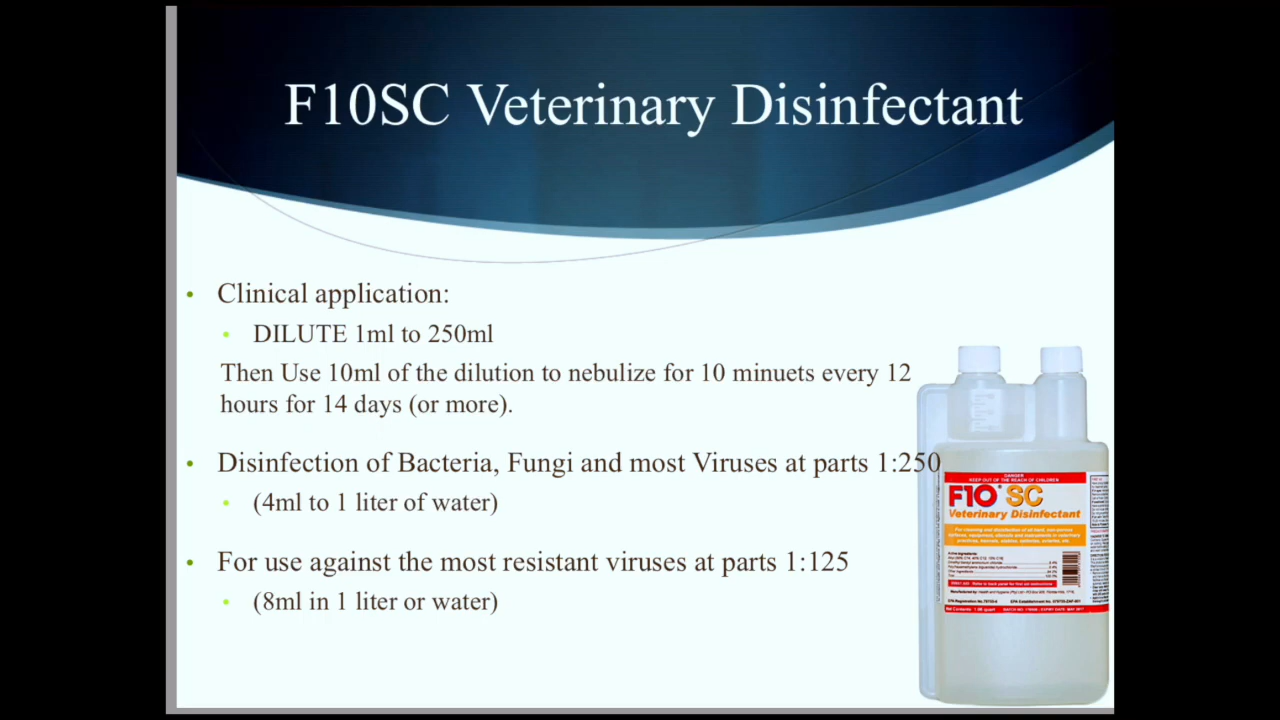 F10SC Veterinary Disinfectant
• Clinical application:
• DILUTE 1ml to 250ml
Then Use 10ml of the dilution to nebulize for 10 minuets every 12
hours for 14 days (or more).
• Disinfection of Bacteria, Fungi and most Viruses at parts 1:250
• (4ml to 1 liter of water)
• For use against the most resistant viruses at parts 1:125
• (8ml in 1 liter or water)
DANGER
KEEP OUT OF THE REACH OF CHILDREN
F10® SC
Veterinary Disinfectant